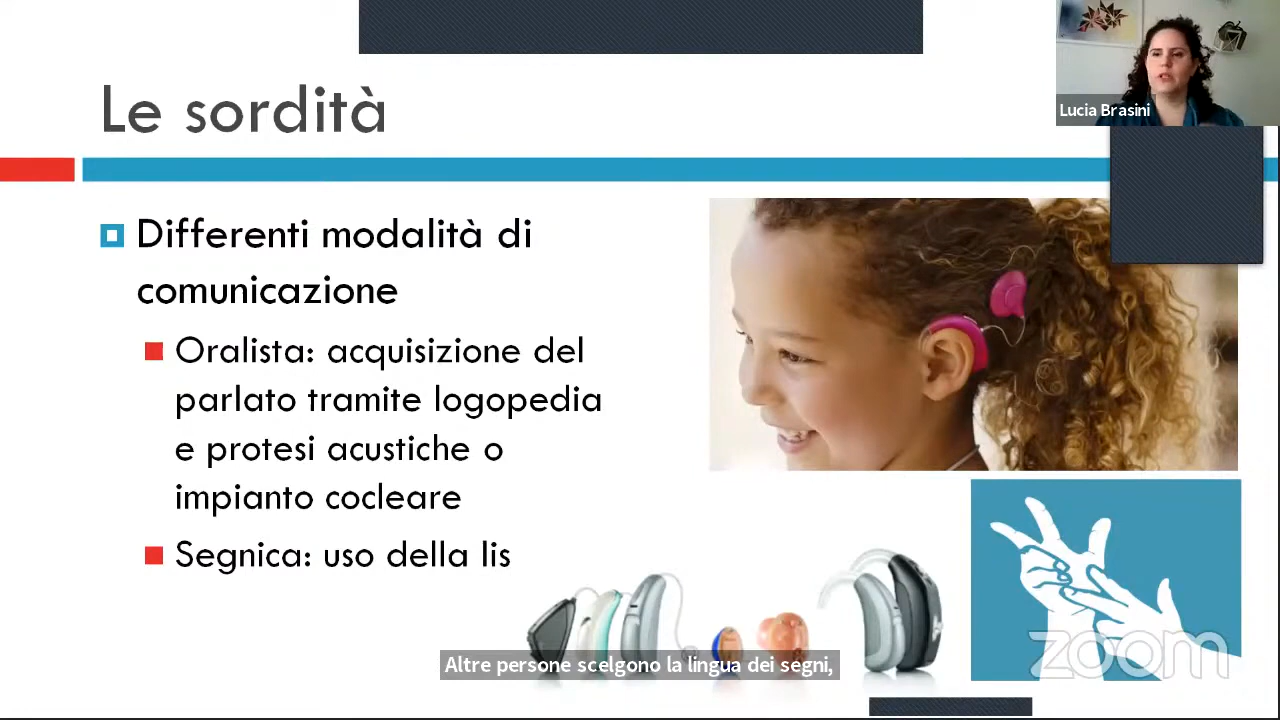 Le sordità
Lucia Brasini
Differenti modalità di
comunicazione
Oralista: acquisizione del
parlato tramite logopedia
e protesi acustiche o
impianto cocleare
Segnica: uso della lis
Altre persone scelgono la lingua dei segni,
zoom